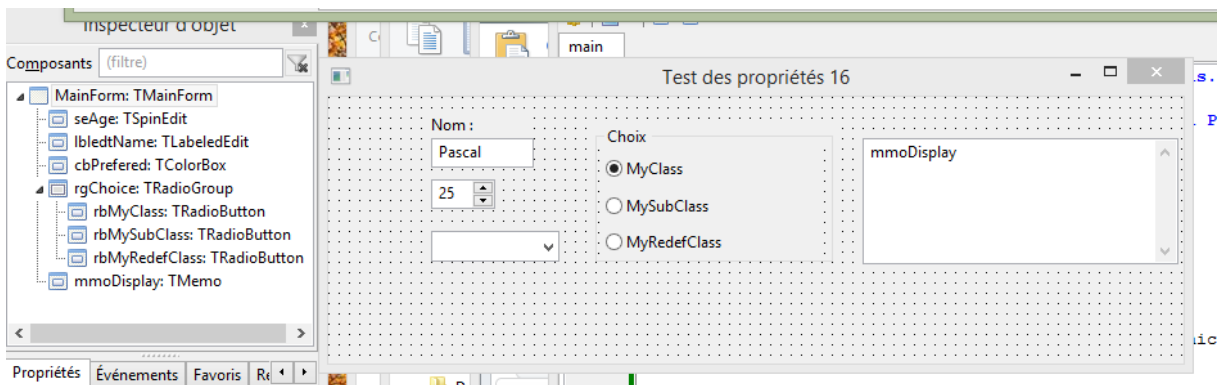 Inspecteur d'objet
Composants (filtre)
MainForm: TMainForm
seAge: TSpinEdit
lbledtName: TLabeledEdit
cbPrefered: TColorBox
rgChoice: TRadioGroup
rbMyClass: TRadioButton
rbMySubClass: TRadioButton
rbMyRedefClass: TRadioButton
mmoDisplay: TMemo
Propriétés Événements Favoris
main
Test des propriétés 16
Nom :
Pascal
25
Choix
MyClass
MySubClass
MyRedefClass
mmoDisplay